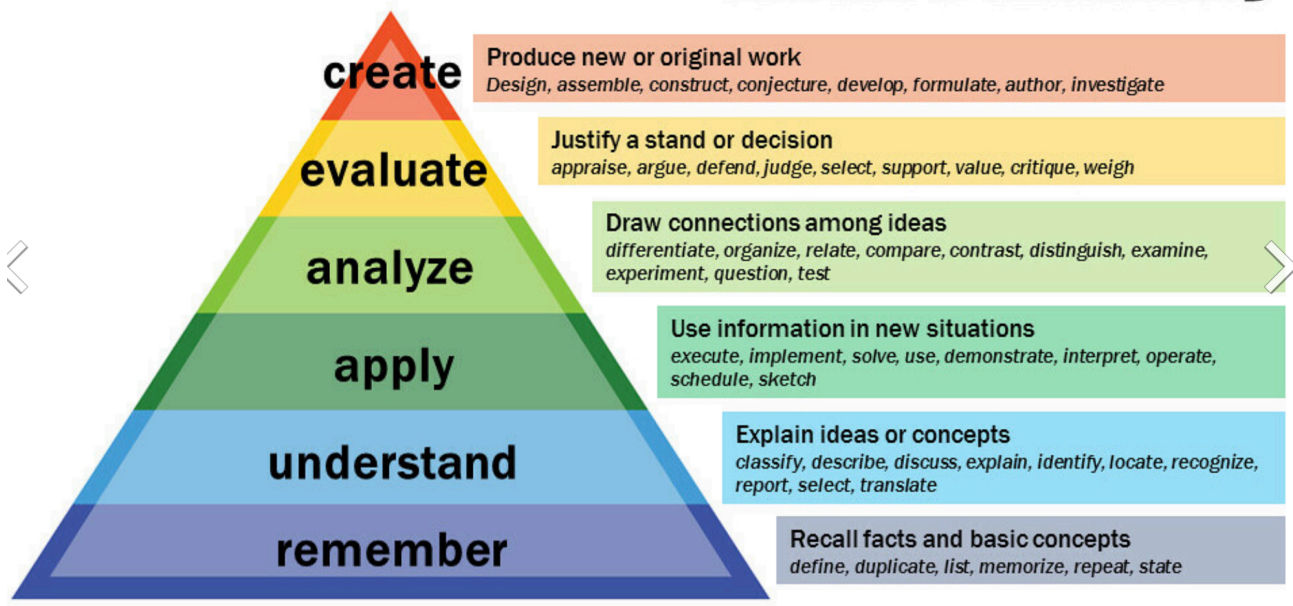 create
Produce new or original work
Design, assemble, construct, conjecture, develop, formulate, author, investigate
evaluate
Justify a stand or decision
appraise, argue, defend, judge, select, support, value, critique, weigh
analyze
Draw connections among ideas
differentiate, organize, relate, compare, contrast, distinguish, examine,
experiment, question, test
apply
Use information in new situations
execute, implement, solve, use, demonstrate, interpret, operate,
schedule, sketch
understand
Explain ideas or concepts
classify, describe, discuss, explain, identify, locate, recognize,
report, select, translate
remember
Recall facts and basic concepts
define, duplicate, list, memorize, repeat, state